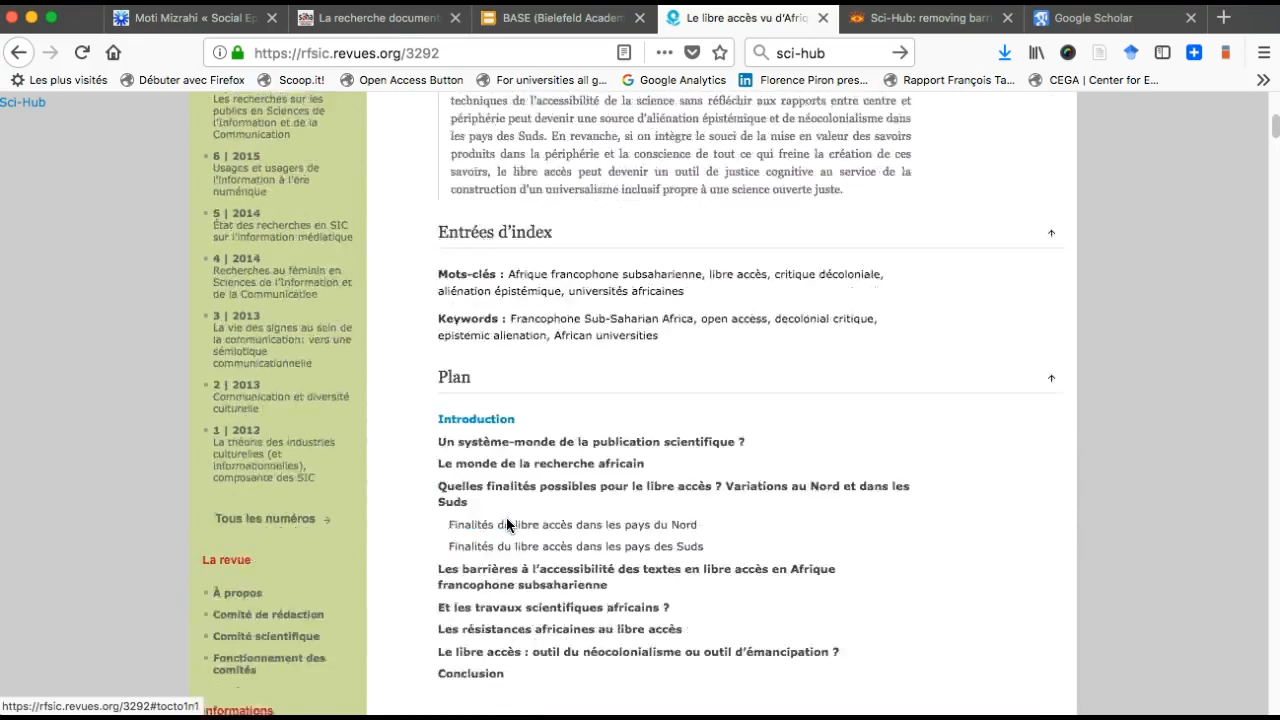 Moti Mizrahi « Social Ep
La recherche document
BASE (Bielefeld Academ
Le libre accès vu d'Afriq
Sci-Hub: removing barr
Google Scholar
https://rfsic.revues.org/3292
sci-hub
Les plus visités
Débuter avec Firefox
Scoop.it!
Open Access Button
For universities all g...
Google Analytics
Florence Piron pres...
Rapport François Ta...
CEGA | Center for E...
Sci-Hub
Les recherches sur les
publics en Sciences de
l'Information et de la
Communication
6 | 2015
Usages et usagers de
l'information à l'ère
numérique
5 | 2014
État des recherches en SIC
sur l'information médiatique
4 | 2014
Recherches au féminin en
Sciences de l'Information et
de la Communication
3 | 2013
La vie des signes au sein de
la communication: vers une
sémiotique
communicationnelle
2 | 2013
Communication et diversité
culturelle
1 | 2012
La théorie des industries
culturelles (et
informationnelles),
composante des SIC
Tous les numéros
La revue
À propos
Comité de rédaction
Comité scientifique
Fonctionnement des
comités
Informations
techniques de l'accessibilité de la science sans réfléchir aux rapports entre centre et
périphérie peut devenir une source d'aliénation épistémique et de néocolonialisme dans
les pays des Suds. En revanche, si on intègre le souci de la mise en valeur des savoirs
produits dans la périphérie et la conscience de tout ce qui freine la création de ces
savoirs, le libre accès peut devenir un outil de justice cognitive au service de la
construction d'un universalisme inclusif propre à une science ouverte juste.
Entrées d'index
Mots-clés : Afrique francophone subsaharienne, libre accès, critique décoloniale,
aliénation épistémique, universités africaines
Keywords : Francophone Sub-Saharian Africa, open access, decolonial critique,
epistemic alienation, African universities
Plan
Introduction
Un système-monde de la publication scientifique ?
Le monde de la recherche africain
Quelles finalités possibles pour le libre accès ? Variations au Nord et dans les
Suds
Finalités du libre accès dans les pays du Nord
Finalités du libre accès dans les pays des Suds
Les barrières à l'accessibilité des textes en libre accès en Afrique
francophone subsaharienne
Et les travaux scientifiques africains ?
Les résistances africaines au libre accès
Le libre accès : outil du néocolonialisme ou outil d'émancipation ?
Conclusion
https://rfsic.revues.org/3292#tocto1n1